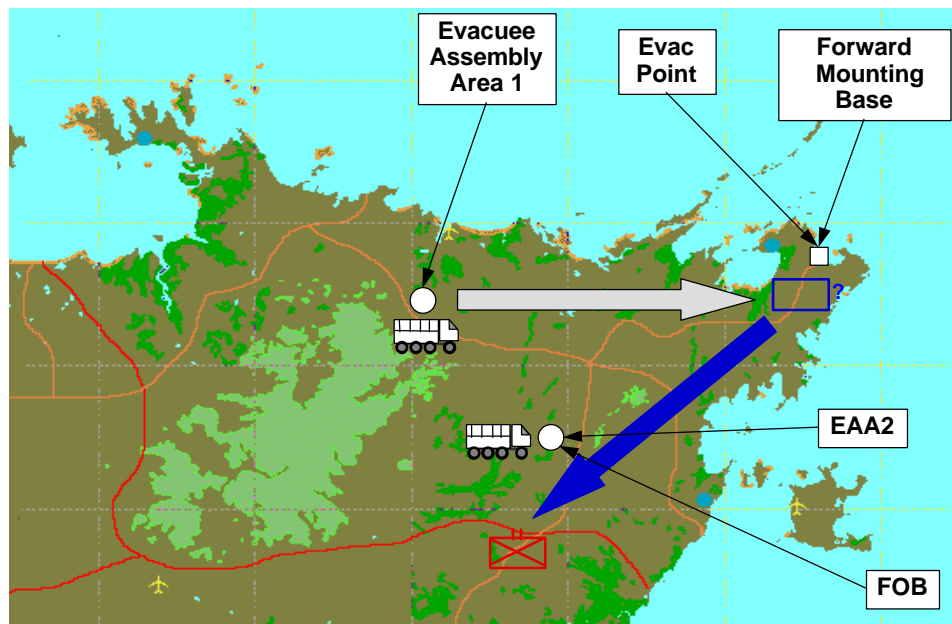 Evacuee
Assembly
Area 1
Evac
Point
Forward
Mounting
Base
?
EAA2
FOB